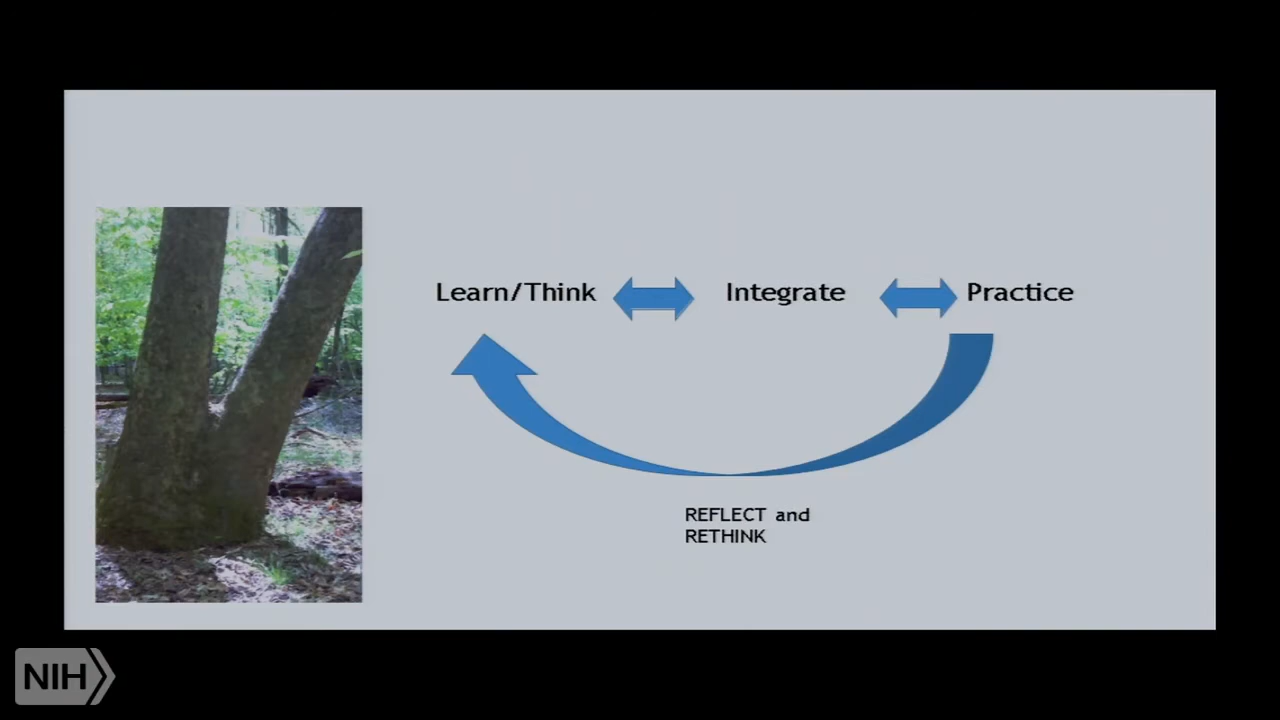 Learn/Think
Integrate
Practice
REFLECT and
RETHINK
NIH